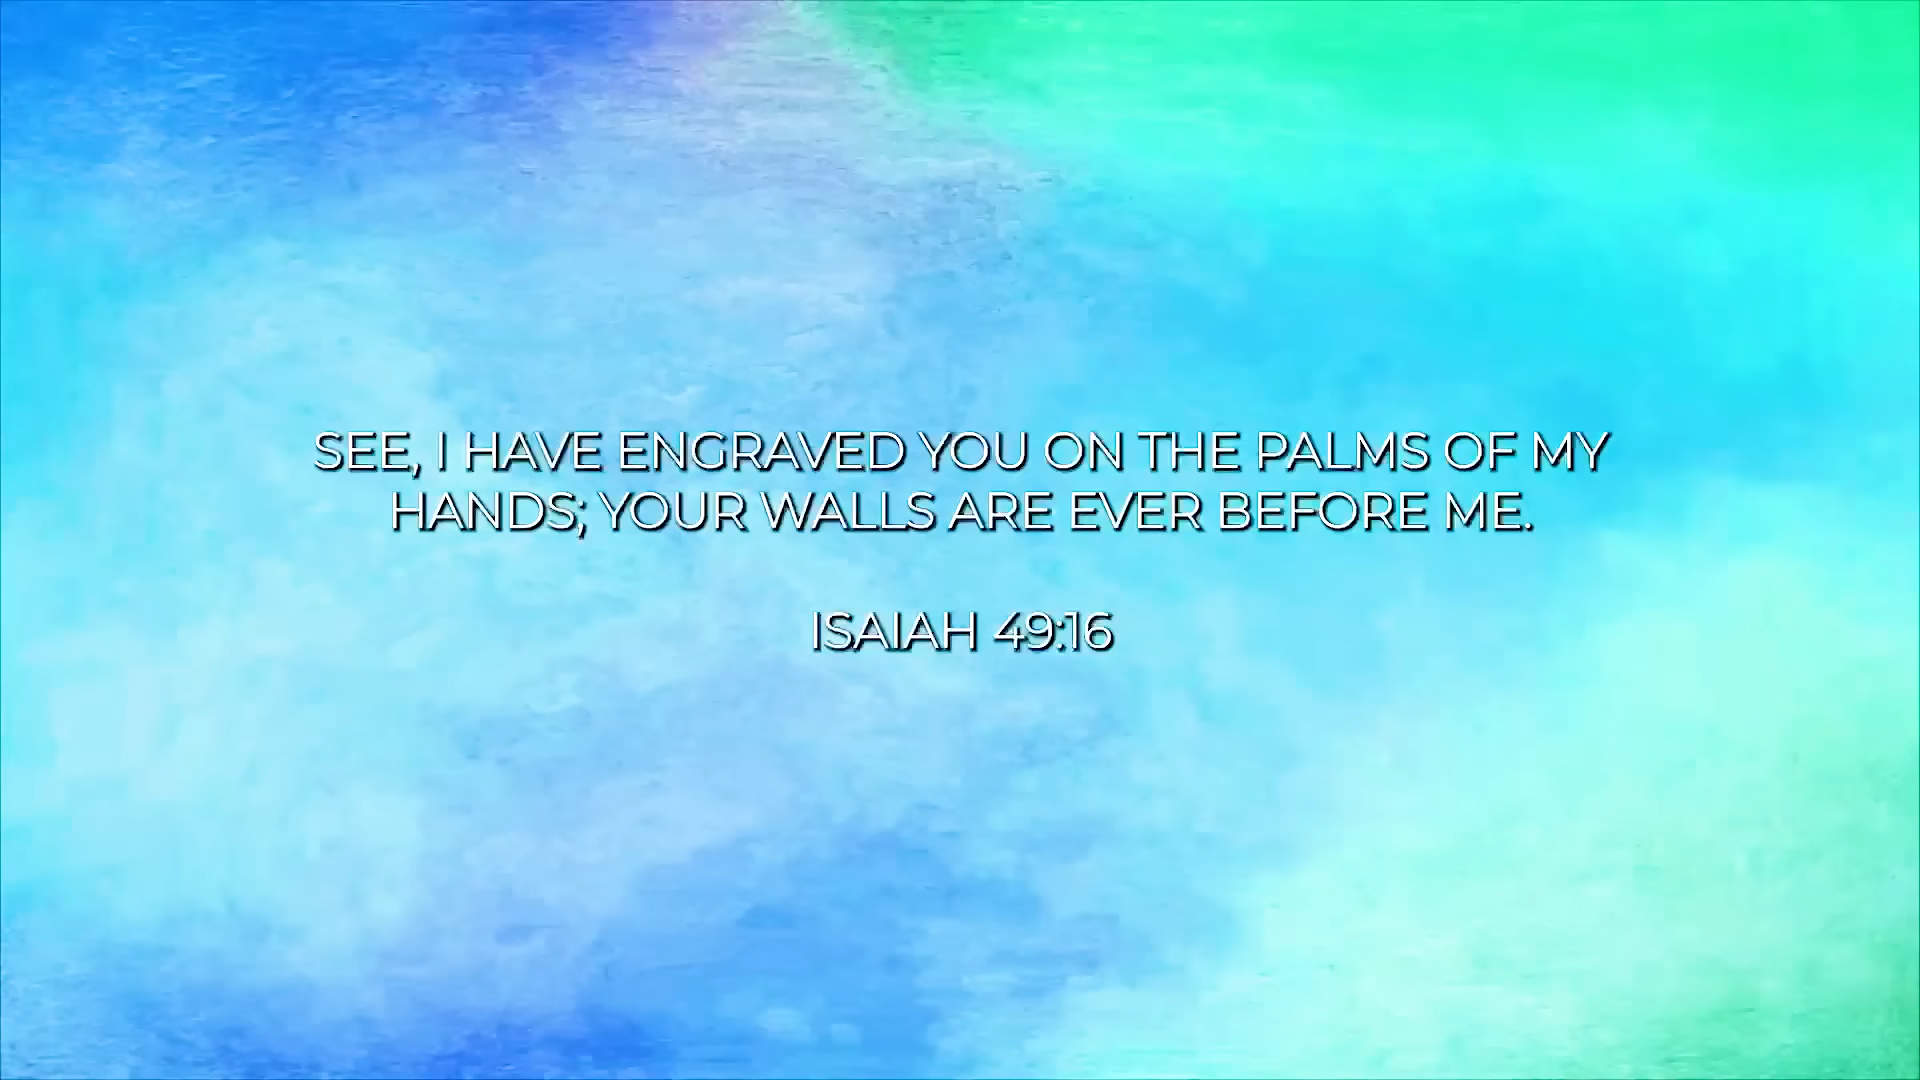 SEE, I HAVE ENGRAVED YOU ON THE PALMS OF MY
HANDS; YOUR WALLS ARE EVER BEFORE ME.
ISAIAH 49:16